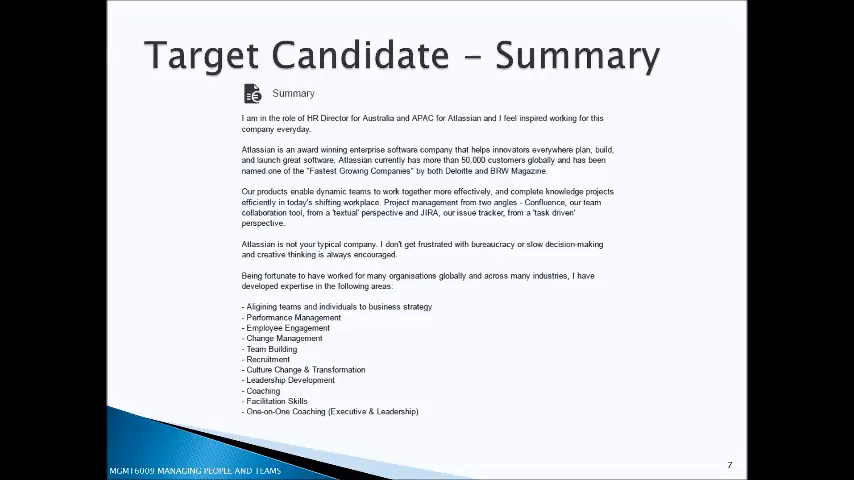 Target Candidate – Summary
Summary
I am in the role of HR Director for Australia and APAC for Atlassian and I feel inspired working for this
company everyday.
Atlassian is an award winning enterprise software company that helps innovators everywhere plan, build,
and launch great software. Atlassian currently has more than 50,000 customers globally and has been
named one of the "Fastest Growing Companies" by both Deloitte and BRW Magazine.
Our products enable dynamic teams to work together more effectively, and complete knowledge projects
efficiently in today's shifting workplace. Project management from two angles - Confluence, our team
collaboration tool, from a 'textual' perspective and JIRA, our issue tracker, from a 'task driven'
perspective.
Atlassian is not your typical company. I don't get frustrated with bureaucracy or slow decision-making
and creative thinking is always encouraged.
Being fortunate to have worked for many organisations globally and across many industries, I have
developed expertise in the following areas:
- Aligining teams and individuals to business strategy
- Performance Management
- Employee Engagement
- Change Management
- Team Building
- Recruitment
- Culture Change & Transformation
- Leadership Development
- Coaching
- Facilitation Skills
- One-on-One Coaching (Executive & Leadership)
MGMT6009 MANAGING PEOPLE AND TEAMS
7